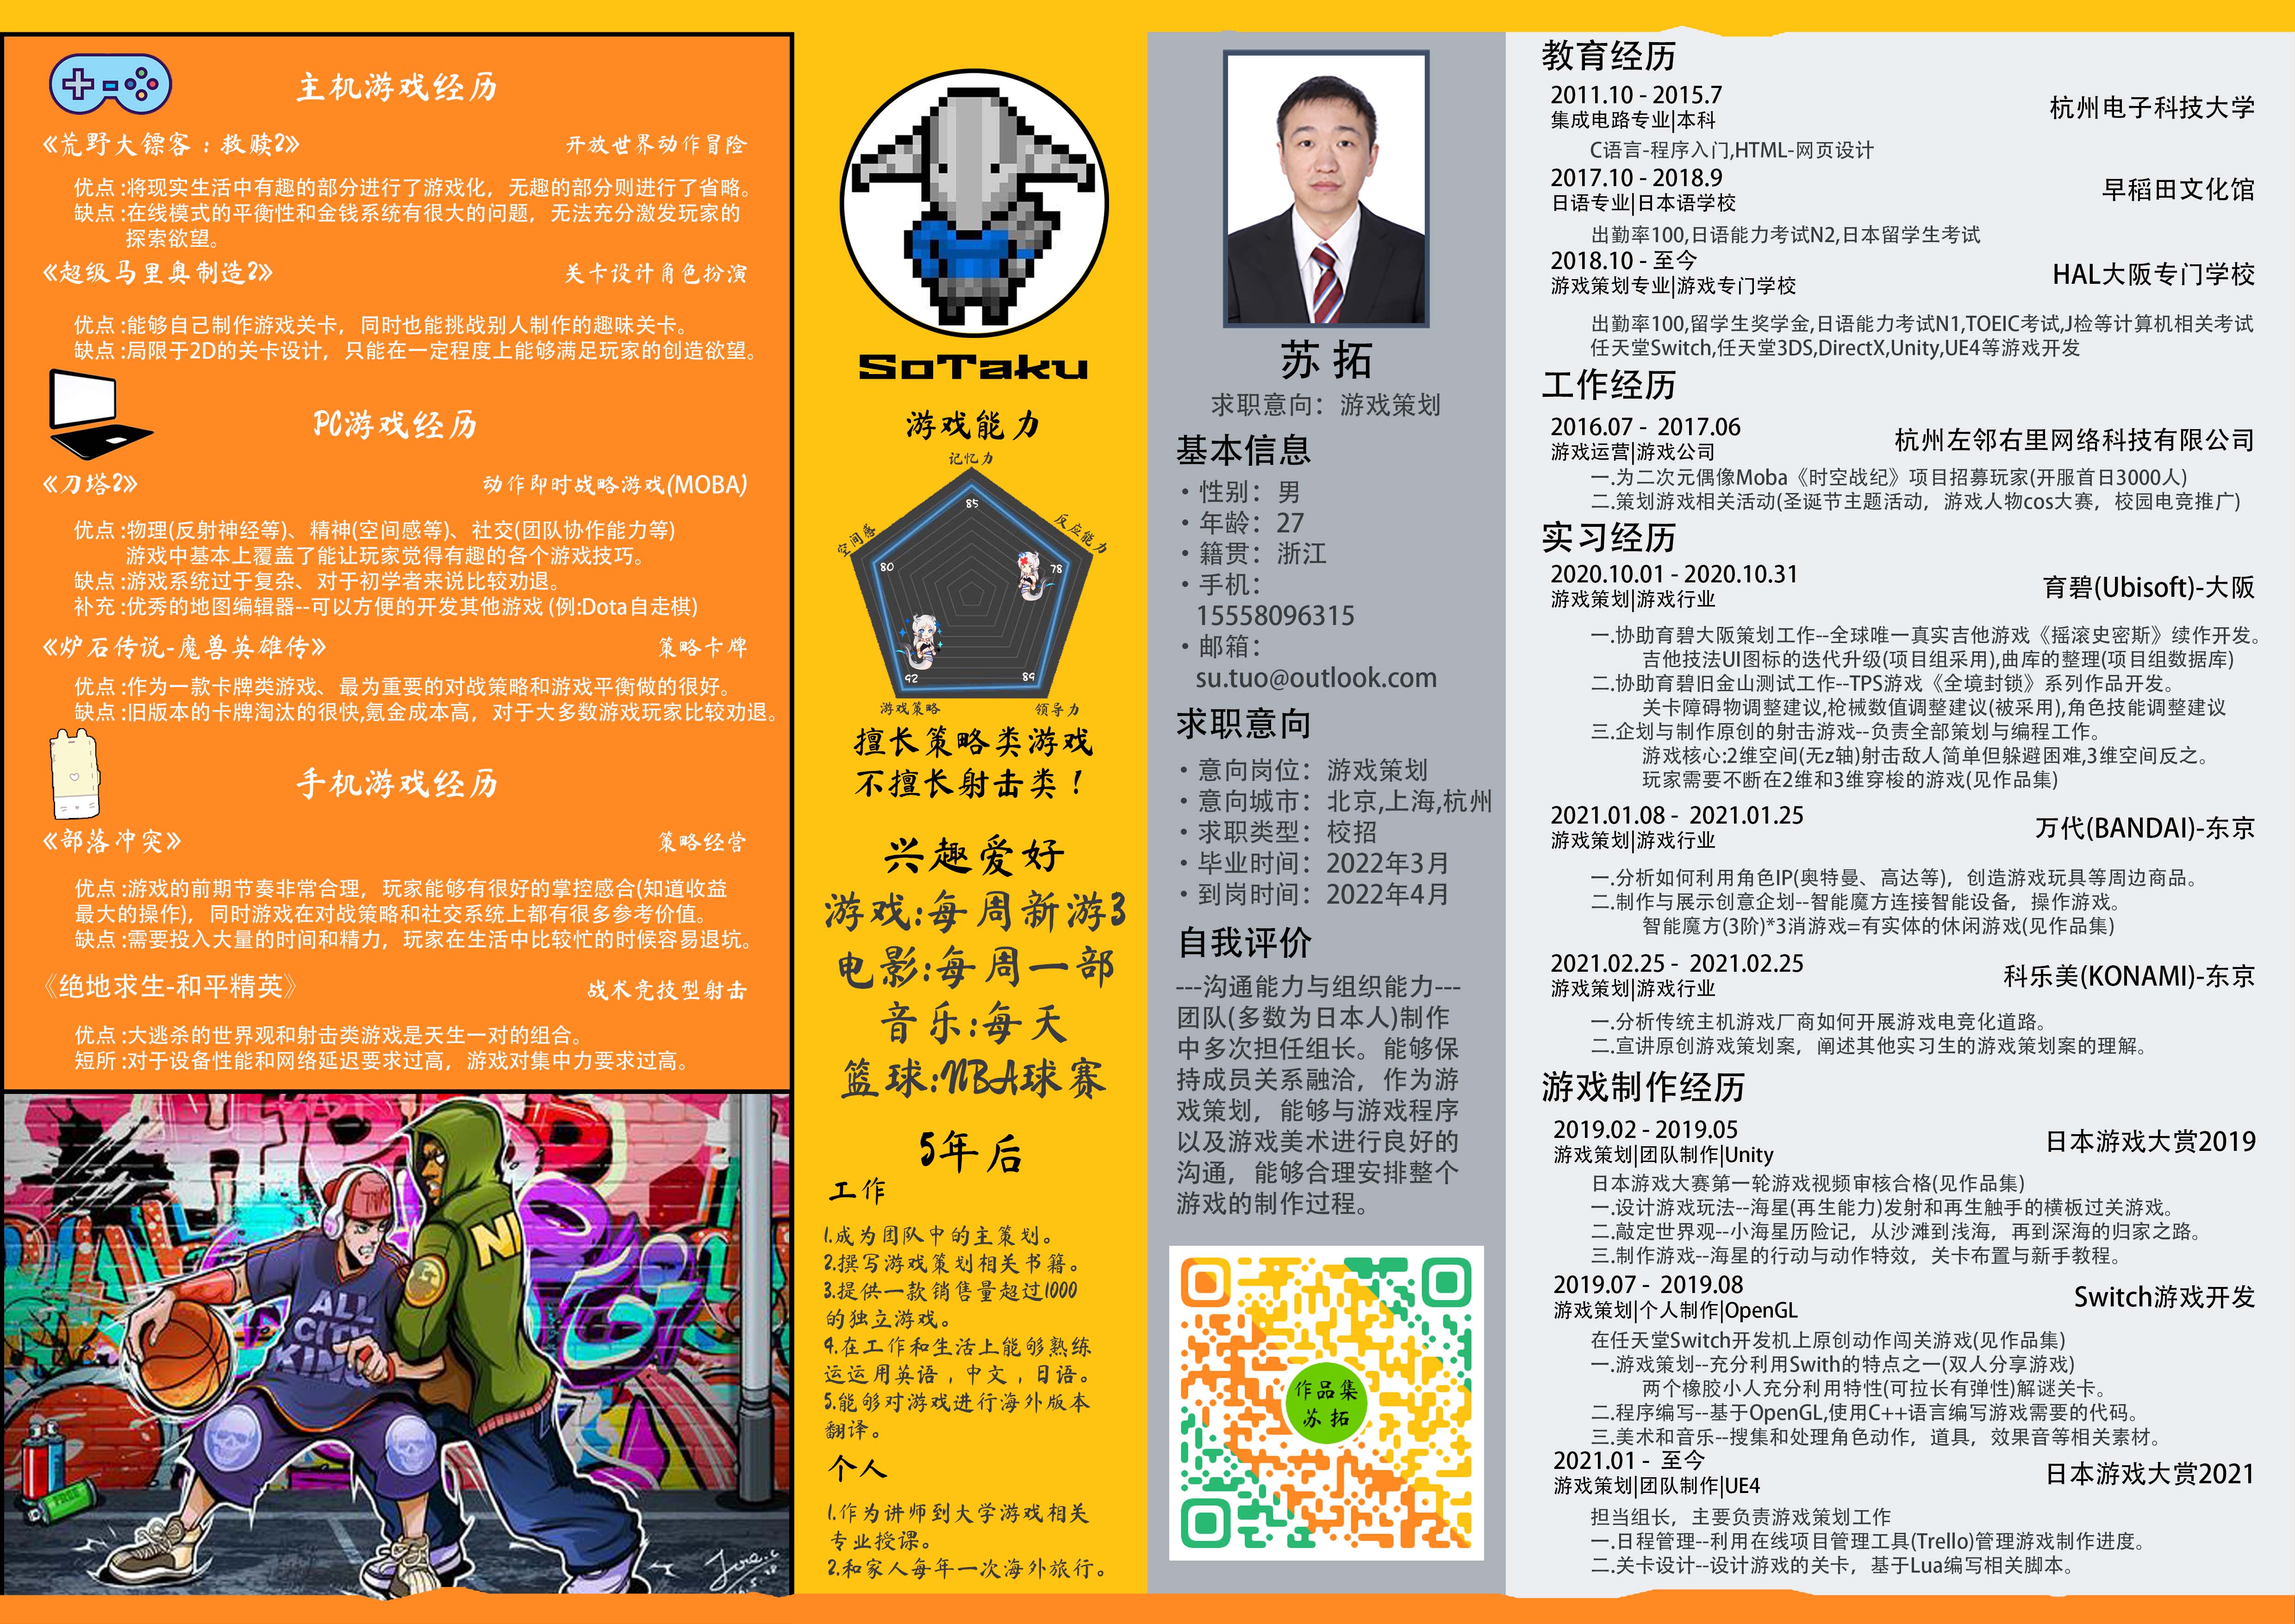 主机游戏经历
《荒野大镖客：救赎2》 开放世界动作冒险
优点:将现实生活中有趣的部分进行了游戏化，无趣的部分则进行了省略。
缺点:在线模式的平衡性和金钱系统有很大的问题，无法充分激发玩家的
探索欲望。
《超级马里奥制造2》 关卡设计角色扮演
优点:能够自己制作游戏关卡，同时也能挑战别人制作的趣味关卡。
缺点:局限于2D的关卡设计，只能在一定程度上能够满足玩家的创造欲望。
PC游戏经历
《刀塔2》 动作即时战略游戏(MOBA)
优点:物理(反射神经等)、精神(空间感等)、社交(团队协作能力等)
游戏中基本上覆盖了能让玩家觉得有趣的各个游戏技巧。
缺点:游戏系统过于复杂、对于初学者来说比较劝退。
补充:优秀的地图编辑器--可以方便的开发其他游戏 (例:Dota自走棋)
《炉石传说-魔兽英雄传》 策略卡牌
优点:作为一款卡牌类游戏、最为重要的对战策略和游戏平衡做的很好。
缺点:旧版本的卡牌淘汰的很快,氪金成本高，对于大多数游戏玩家比较劝退。
手机游戏经历
《部落冲突》 策略经营
优点:游戏的前期节奏非常合理，玩家能够有很好的掌控感合(知道收益
最大的操作)，同时游戏在对战策略和社交系统上都有很多参考价值。
缺点:需要投入大量的时间和精力，玩家在生活中比较忙的时候容易退坑。
《绝地求生-和平精英》 战术竞技型射击
优点:大逃杀的世界观和射击类游戏是天生一对的组合。
短所:对于设备性能和网络延迟要求过高，游戏对集中力要求过高。
ALL
CITY
KING
NI
FREE
SoTaku
游戏能力
记忆力
85
空间感
反应能力
80
78
92
89
游戏策略
领导力
擅长策略类游戏
不擅长射击类！
兴趣爱好
游戏:每周新游3
电影:每周一部
音乐:每天
篮球:NBA球赛
5年后
工作
1.成为团队中的主策划。
2.撰写游戏策划相关书籍。
3.提供一款销售量超过1000
的独立游戏。
4.在工作和生活上能够熟练
运运用英语，中文，日语。
5.能够对游戏进行海外版本
翻译。
个人
1.作为讲师到大学游戏相关
专业授课。
2.和家人每年一次海外旅行。
苏 拓
求职意向：游戏策划
基本信息
·性别：男
·年龄：27
·籍贯：浙江
·手机：
15558096315
·邮箱：
su.tuo@outlook.com
求职意向
·意向岗位：游戏策划
·意向城市：北京,上海,杭州
·求职类型：校招
·毕业时间：2022年3月
·到岗时间：2022年4月
自我评价
---沟通能力与组织能力---
团队(多数为日本人)制作
中多次担任组长。能够保
持成员关系融洽，作为游
戏策划，能够与游戏程序
以及游戏美术进行良好的
沟通，能够合理安排整个
游戏的制作过程。
作品集
苏 拓
教育经历
2011.10 - 2015.7
杭州电子科技大学
集成电路专业|本科
C语言-程序入门,HTML-网页设计
2017.10 - 2018.9
早稻田文化馆
日语专业|日本语学校
出勤率100,日语能力考试N2,日本留学生考试
2018.10 - 至今
HAL大阪专门学校
游戏策划专业|游戏专门学校
出勤率100,留学生奖学金,日语能力考试N1,TOEIC考试,J检等计算机相关考试
任天堂Switch,任天堂3DS,DirectX,Unity,UE4等游戏开发
工作经历
2016.07 - 2017.06
杭州左邻右里网络科技有限公司
游戏运营|游戏公司
一.为二次元偶像Moba《时空战纪》项目招募玩家(开服首日3000人)
二.策划游戏相关活动(圣诞节主题活动，游戏人物cos大赛，校园电竞推广)
实习经历
2020.10.01 - 2020.10.31
育碧(Ubisoft)-大阪
游戏策划|游戏行业
一.协助育碧大阪策划工作--全球唯一真实吉他游戏《摇滚史密斯》续作开发。
吉他技法UI图标的迭代升级(项目组采用),曲库的整理(项目组数据库)
二.协助育碧旧金山测试工作--TPS游戏《全境封锁》系列作品开发。
关卡障碍物调整建议,枪械数值调整建议(被采用),角色技能调整建议
三.企划与制作原创的射击游戏--负责全部策划与编程工作。
游戏核心:2维空间(无z轴)射击敌人简单但躲避困难,3维空间反之。
玩家需要不断在2维和3维穿梭的游戏(见作品集)
2021.01.08 - 2021.01.25
万代(BANDAI)-东京
游戏策划|游戏行业
一.分析如何利用角色IP(奥特曼、高达等)，创造游戏玩具等周边商品。
二.制作与展示创意企划--智能魔方连接智能设备，操作游戏。
智能魔方(3阶)*3消游戏=有实体的休闲游戏(见作品集)
2021.02.25 - 2021.02.25
科乐美(KONAMI)-东京
游戏策划|游戏行业
一.分析传统主机游戏厂商如何开展游戏电竞化道路。
二.宣讲原创游戏策划案，阐述其他实习生的游戏策划案的理解。
游戏制作经历
2019.02 - 2019.05
日本游戏大赏2019
游戏策划|团队制作|Unity
日本游戏大赛第一轮游戏视频审核合格(见作品集)
一.设计游戏玩法--海星(再生能力)发射和再生触手的横板过关游戏。
二.敲定世界观--小海星历险记，从沙滩到浅海，再到深海的归家之路。
三.制作游戏--海星的行动与动作特效，关卡布置与新手教程。
2019.07 - 2019.08
Switch游戏开发
游戏策划|个人制作|OpenGL
在任天堂Switch开发机上原创动作闯关游戏(见作品集)
一.游戏策划--充分利用Swith的特点之一(双人分享游戏)
两个橡胶小人充分利用特性(可拉长有弹性)解谜关卡。
二.程序编写--基于OpenGL,使用C++语言编写游戏需要的代码。
三.美术和音乐--搜集和处理角色动作，道具，效果音等相关素材。
2021.01 - 至今
日本游戏大赏2021
游戏策划|团队制作|UE4
担当组长，主要负责游戏策划工作
一.日程管理--利用在线项目管理工具(Trello)管理游戏制作进度。
二.关卡设计--设计游戏的关卡，基于Lua编写相关脚本。